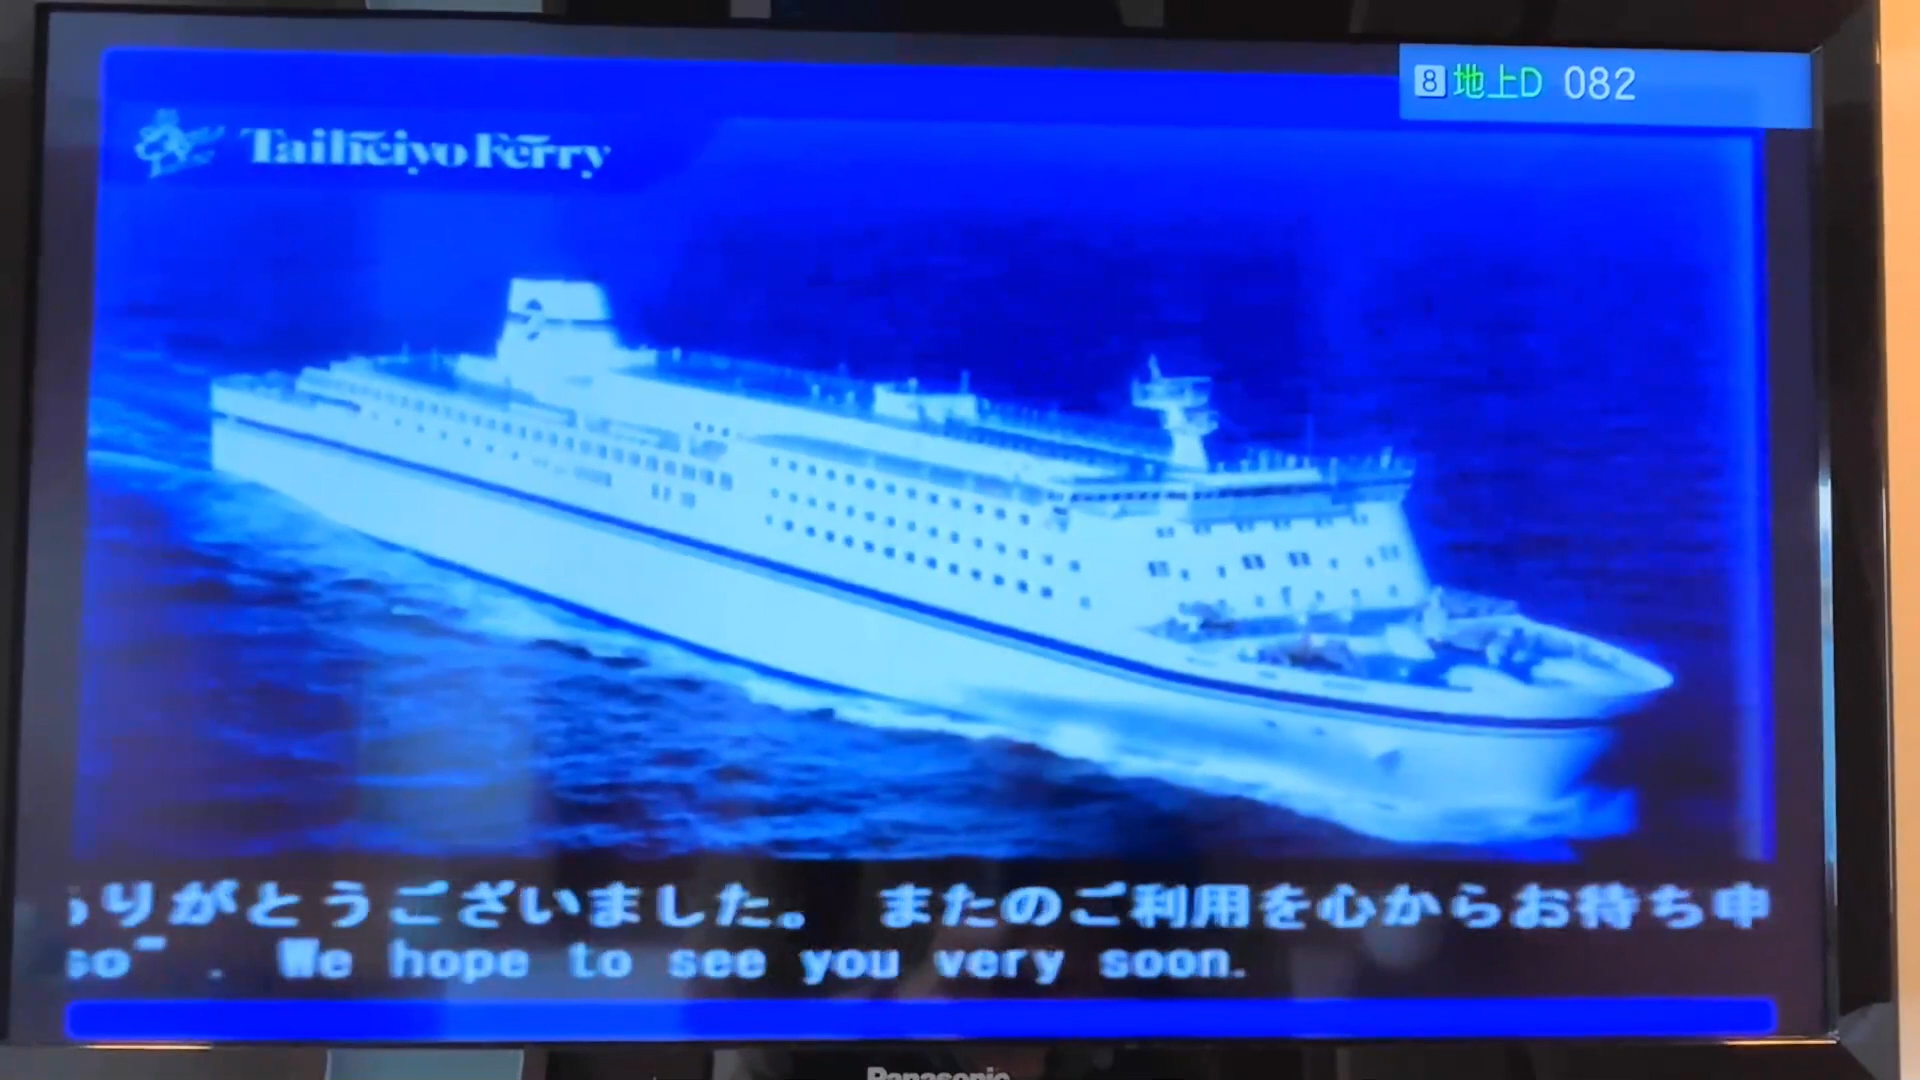 8 地上D 082
Taiheiyo Ferry
りがとうございました。 またのご利用を心からお待ち申
so" . We hope to see you very soon.
Panasonic